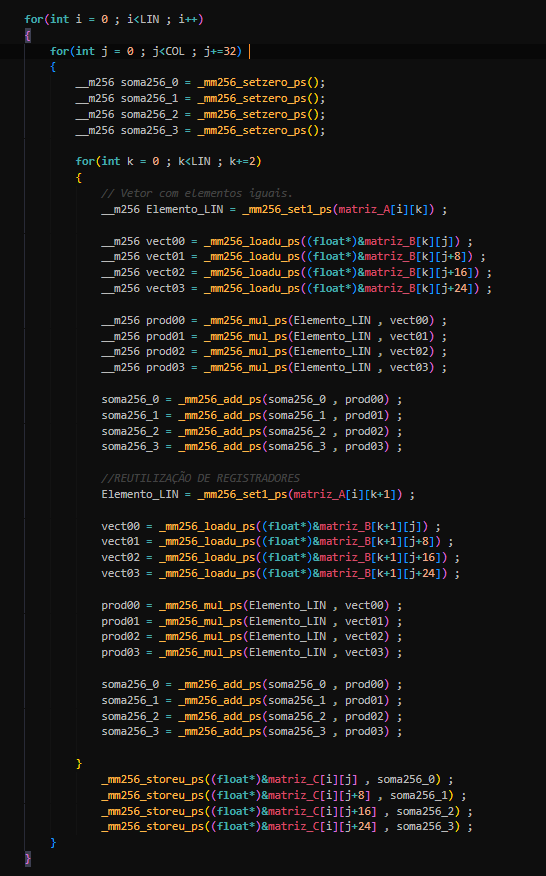 for(int i = 0 ; i<LIN ; i++)
{
for(int j = 0 ; j<COL ; j+=32)
{
__m256 soma256_0 = _mm256_setzero_ps();
__m256 soma256_1 = _mm256_setzero_ps();
__m256 soma256_2 = _mm256_setzero_ps();
__m256 soma256_3 = _mm256_setzero_ps();
for(int k = 0 ; k<LIN ; k+=2)
{
// Vetor com elementos iguais.
__m256 Elemento_LIN = _mm256_set1_ps(matriz_A[i][k]) ;
__m256 vect00 = _mm256_loadu_ps((float*)&matriz_B[k][j]) ;
__m256 vect01 = _mm256_loadu_ps((float*)&matriz_B[k][j+8]) ;
__m256 vect02 = _mm256_loadu_ps((float*)&matriz_B[k][j+16]) ;
__m256 vect03 = _mm256_loadu_ps((float*)&matriz_B[k][j+24]) ;
__m256 prod00 = _mm256_mul_ps(Elemento_LIN , vect00) ;
__m256 prod01 = _mm256_mul_ps(Elemento_LIN , vect01) ;
__m256 prod02 = _mm256_mul_ps(Elemento_LIN , vect02) ;
__m256 prod03 = _mm256_mul_ps(Elemento_LIN , vect03) ;
soma256_0 = _mm256_add_ps(soma256_0 , prod00) ;
soma256_1 = _mm256_add_ps(soma256_1 , prod01) ;
soma256_2 = _mm256_add_ps(soma256_2 , prod02) ;
soma256_3 = _mm256_add_ps(soma256_3 , prod03) ;
//REUTILIZAÇÃO DE REGISTRADORES
Elemento_LIN = _mm256_set1_ps(matriz_A[i][k+1]) ;
vect00 = _mm256_loadu_ps((float*)&matriz_B[k+1][j]) ;
vect01 = _mm256_loadu_ps((float*)&matriz_B[k+1][j+8]) ;
vect02 = _mm256_loadu_ps((float*)&matriz_B[k+1][j+16]) ;
vect03 = _mm256_loadu_ps((float*)&matriz_B[k+1][j+24]) ;
prod00 = _mm256_mul_ps(Elemento_LIN , vect00) ;
prod01 = _mm256_mul_ps(Elemento_LIN , vect01) ;
prod02 = _mm256_mul_ps(Elemento_LIN , vect02) ;
prod03 = _mm256_mul_ps(Elemento_LIN , vect03) ;
soma256_0 = _mm256_add_ps(soma256_0 , prod00) ;
soma256_1 = _mm256_add_ps(soma256_1 , prod01) ;
soma256_2 = _mm256_add_ps(soma256_2 , prod02) ;
soma256_3 = _mm256_add_ps(soma256_3 , prod03) ;
}
_mm256_storeu_ps((float*)&matriz_C[i][j] , soma256_0) ;
_mm256_storeu_ps((float*)&matriz_C[i][j+8] , soma256_1) ;
_mm256_storeu_ps((float*)&matriz_C[i][j+16] , soma256_2) ;
_mm256_storeu_ps((float*)&matriz_C[i][j+24] , soma256_3) ;
}
}